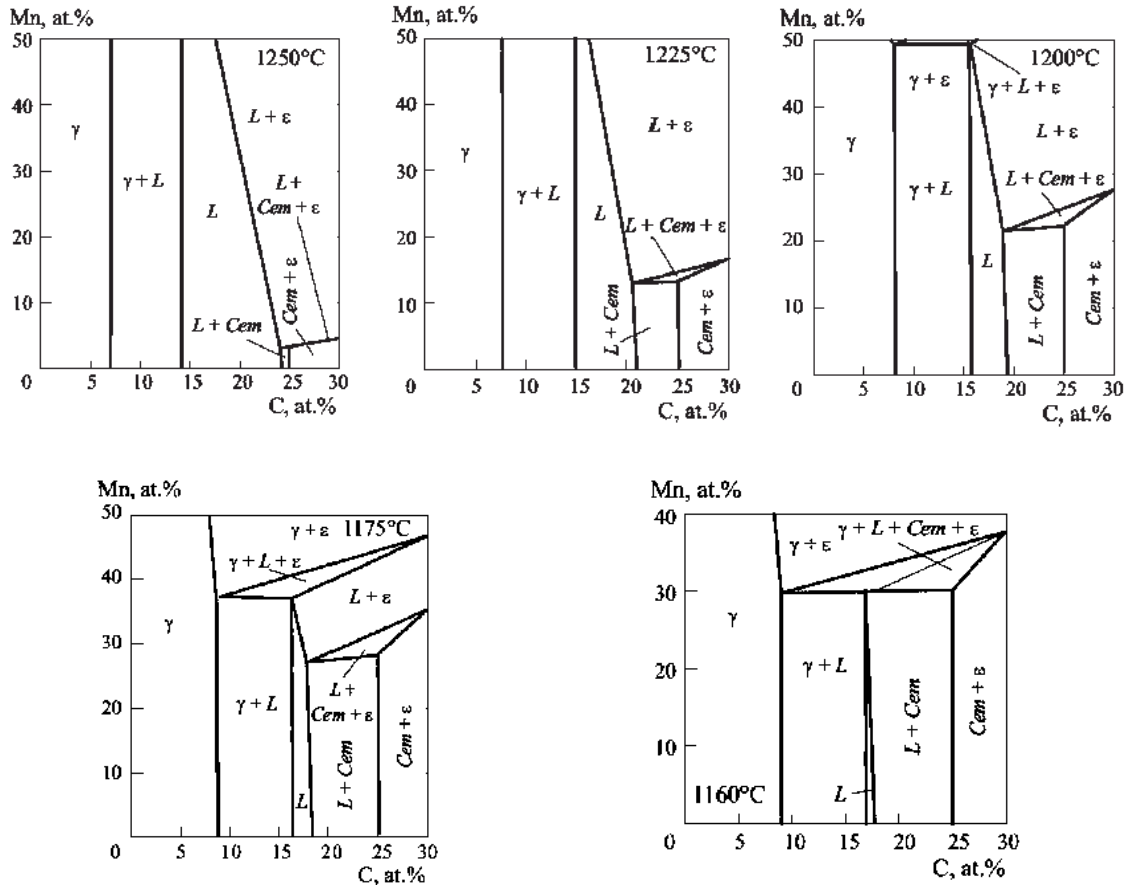 Mn, at.%
50
1250°C
40
L + ε
γ
30
γ + L
L +
Cem + ε
L
20
Cem + ε
10
L + Cem
0
5
10
15
20
25
30
C, at.%
Mn, at.%
50
1225°C
40
L + ε
γ
30
γ + L
L
20
L + Cem + ε
10
L + Cem
Cem + ε
0
5
10
15
20
25
30
C, at.%
Mn, at.%
50
1200°C
γ + ε
γ + L + ε
40
γ
L + ε
30
L + Cem + ε
γ + L
20
L
10
L + Cem
Cem + ε
0
5
10
15
20
25
30
C, at.%
Mn, at.%
50
γ + ε
1175°C
γ + L + ε
40
L + ε
γ
30
L +
Cem + ε
γ + L
20
Cem + ε
10
L
L + Cem
0
5
10
15
20
25
30
C, at.%
Mn, at.%
40
γ + L + Cem + ε
γ + ε
30
γ
γ + L
20
L + Cem
Cem + ε
10
1160°C
L
0
5
10
15
20
25
30
C, at.%